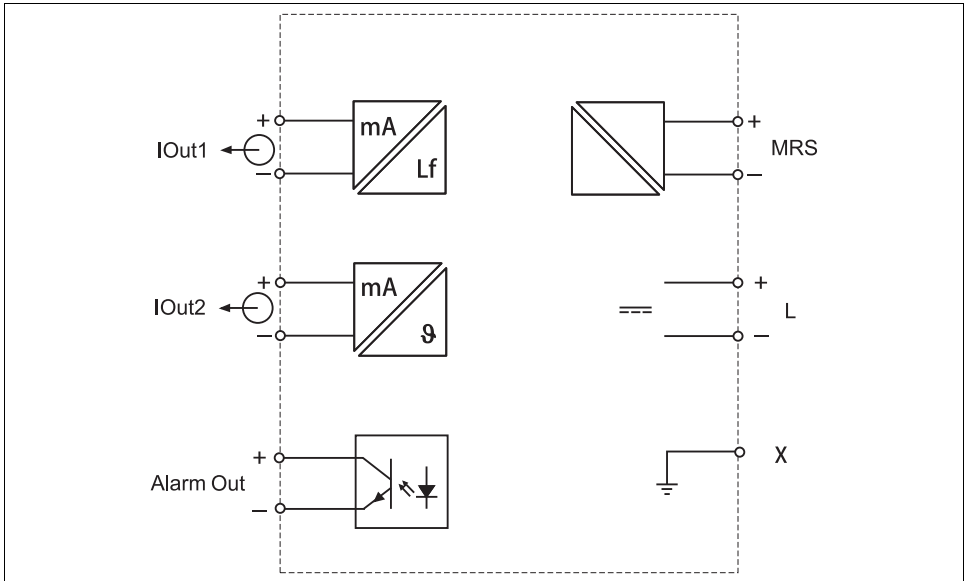 +
mA
IOut1
Lf
–
+
MRS
–
+
mA
IOut2
ϑ
–
+
L
–
+
Alarm Out
–
X